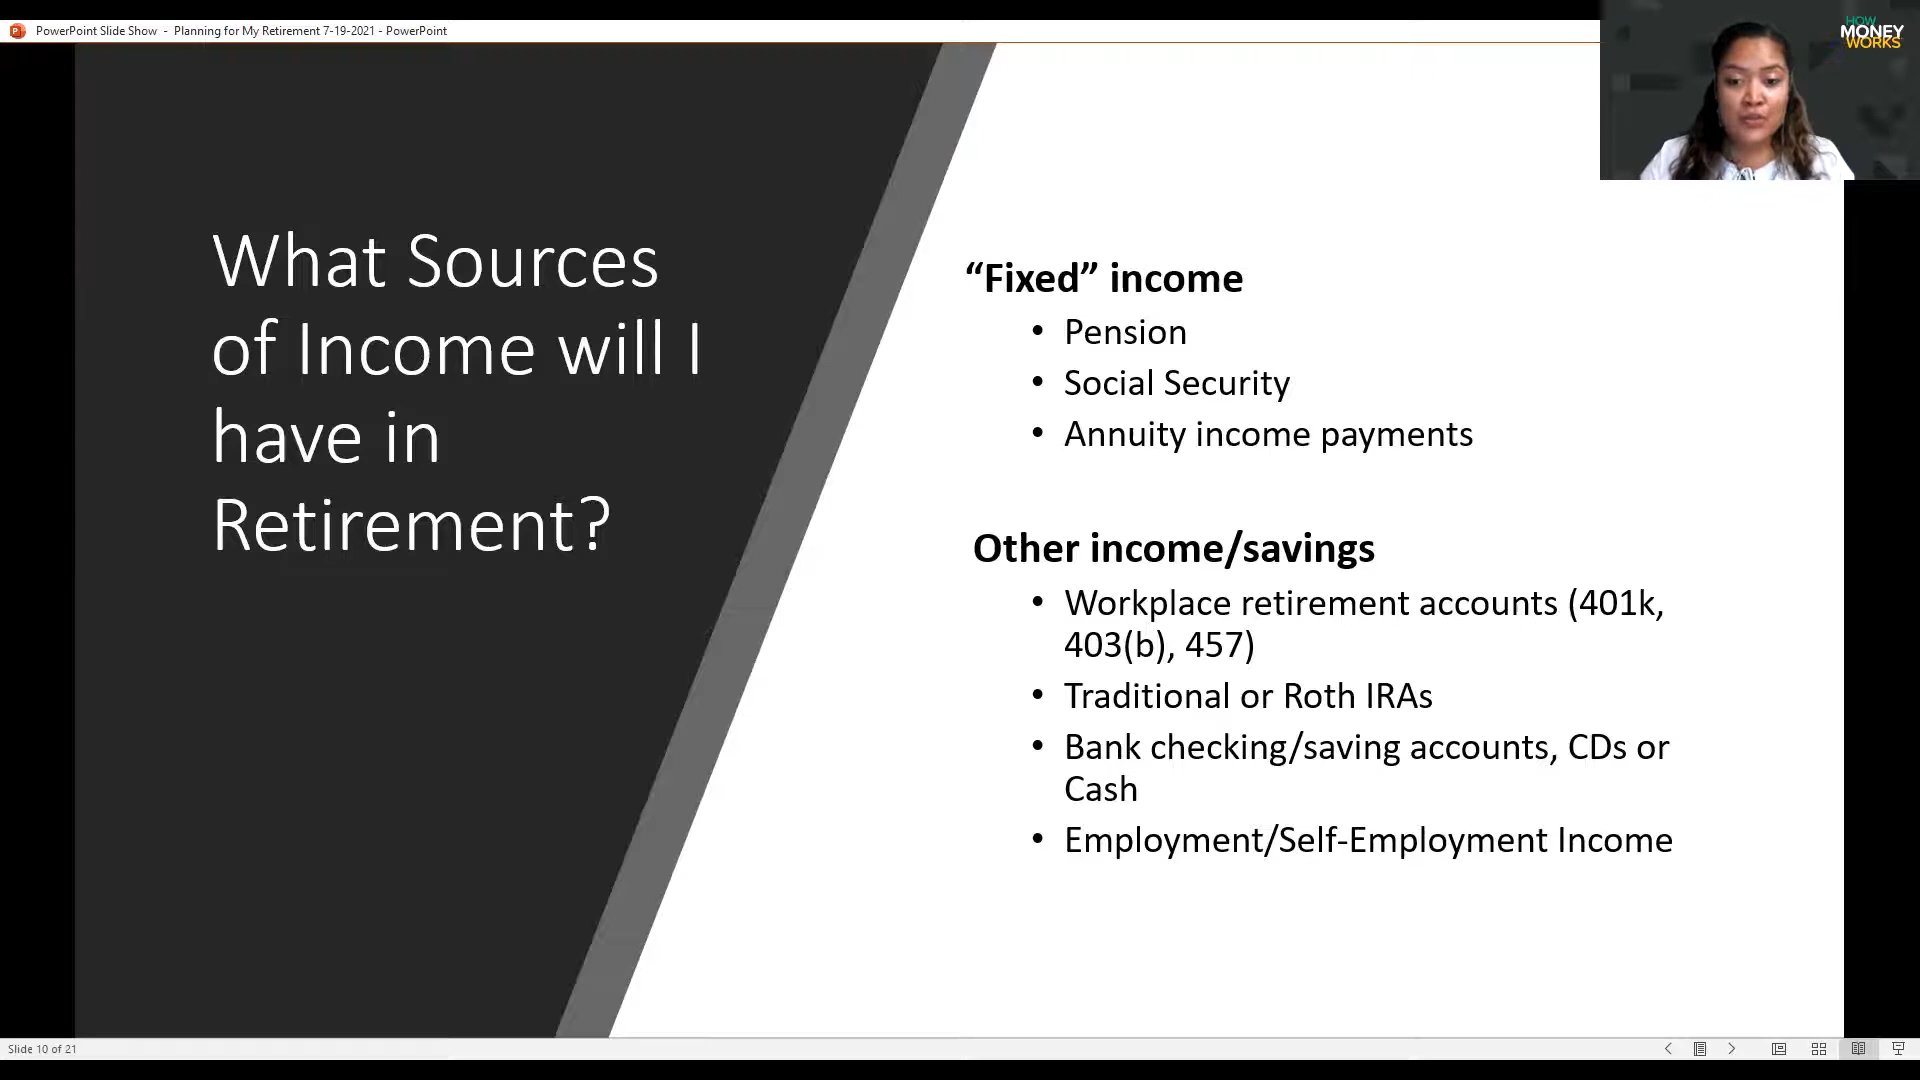 PowerPoint Slide Show - Planning for My Retirement 7-19-2021 - PowerPoint
HOW
MONEY
WORKS
What Sources
of Income will I
have in
Retirement?
“Fixed” income
• Pension
• Social Security
• Annuity income payments
Other income/savings
• Workplace retirement accounts (401k,
403(b), 457)
• Traditional or Roth IRAs
• Bank checking/saving accounts, CDs or
Cash
• Employment/Self-Employment Income
Slide 10 of 21